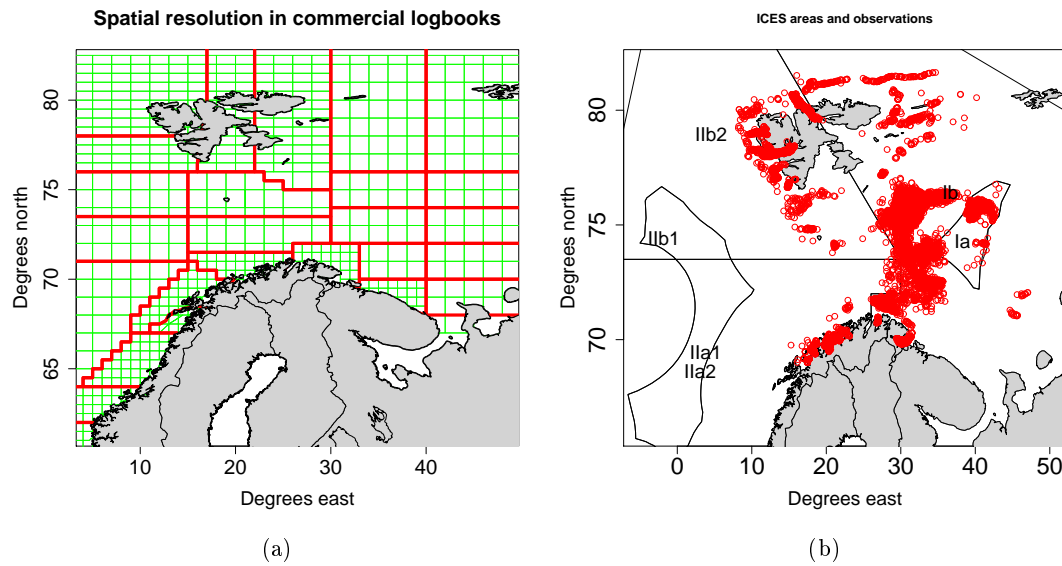 Spatial resolution in commercial logbooks
80
75
70
65
Degrees north
10 20 30 40
Degrees east
(a)
ICES areas and observations
80
75
70
Degrees north
IIb2
Ib
Ia
IIb1
IIa1
IIa2
0 10 20 30 40 50
Degrees east
(b)